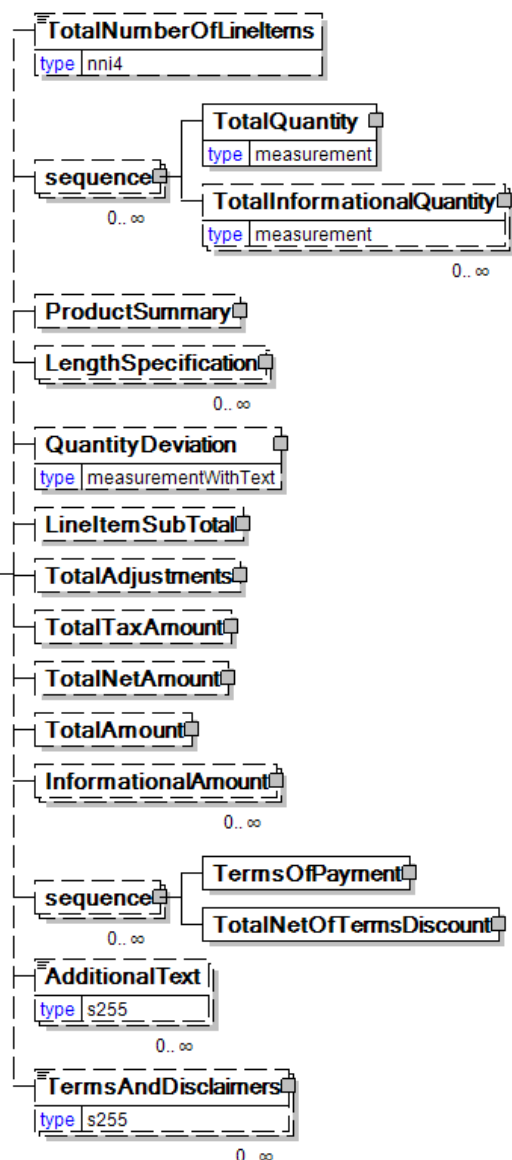 TotalNumberOfLineItems
type nni4
TotalQuantity
type measurement
sequence
0.. ∞
TotalInformationalQuantity
type measurement
0.. ∞
ProductSummary
LengthSpecification
0.. ∞
QuantityDeviation
type measurementWithText
LineItemSubTotal
TotalAdjustments
TotalTaxAmount
TotalNetAmount
TotalAmount
InformationalAmount
0.. ∞
TermsOfPayment
sequence
0.. ∞
TotalNetOfTermsDiscount
AdditionalText
type s255
0.. ∞
TermsAndDisclaimers
type s255
0.. ∞